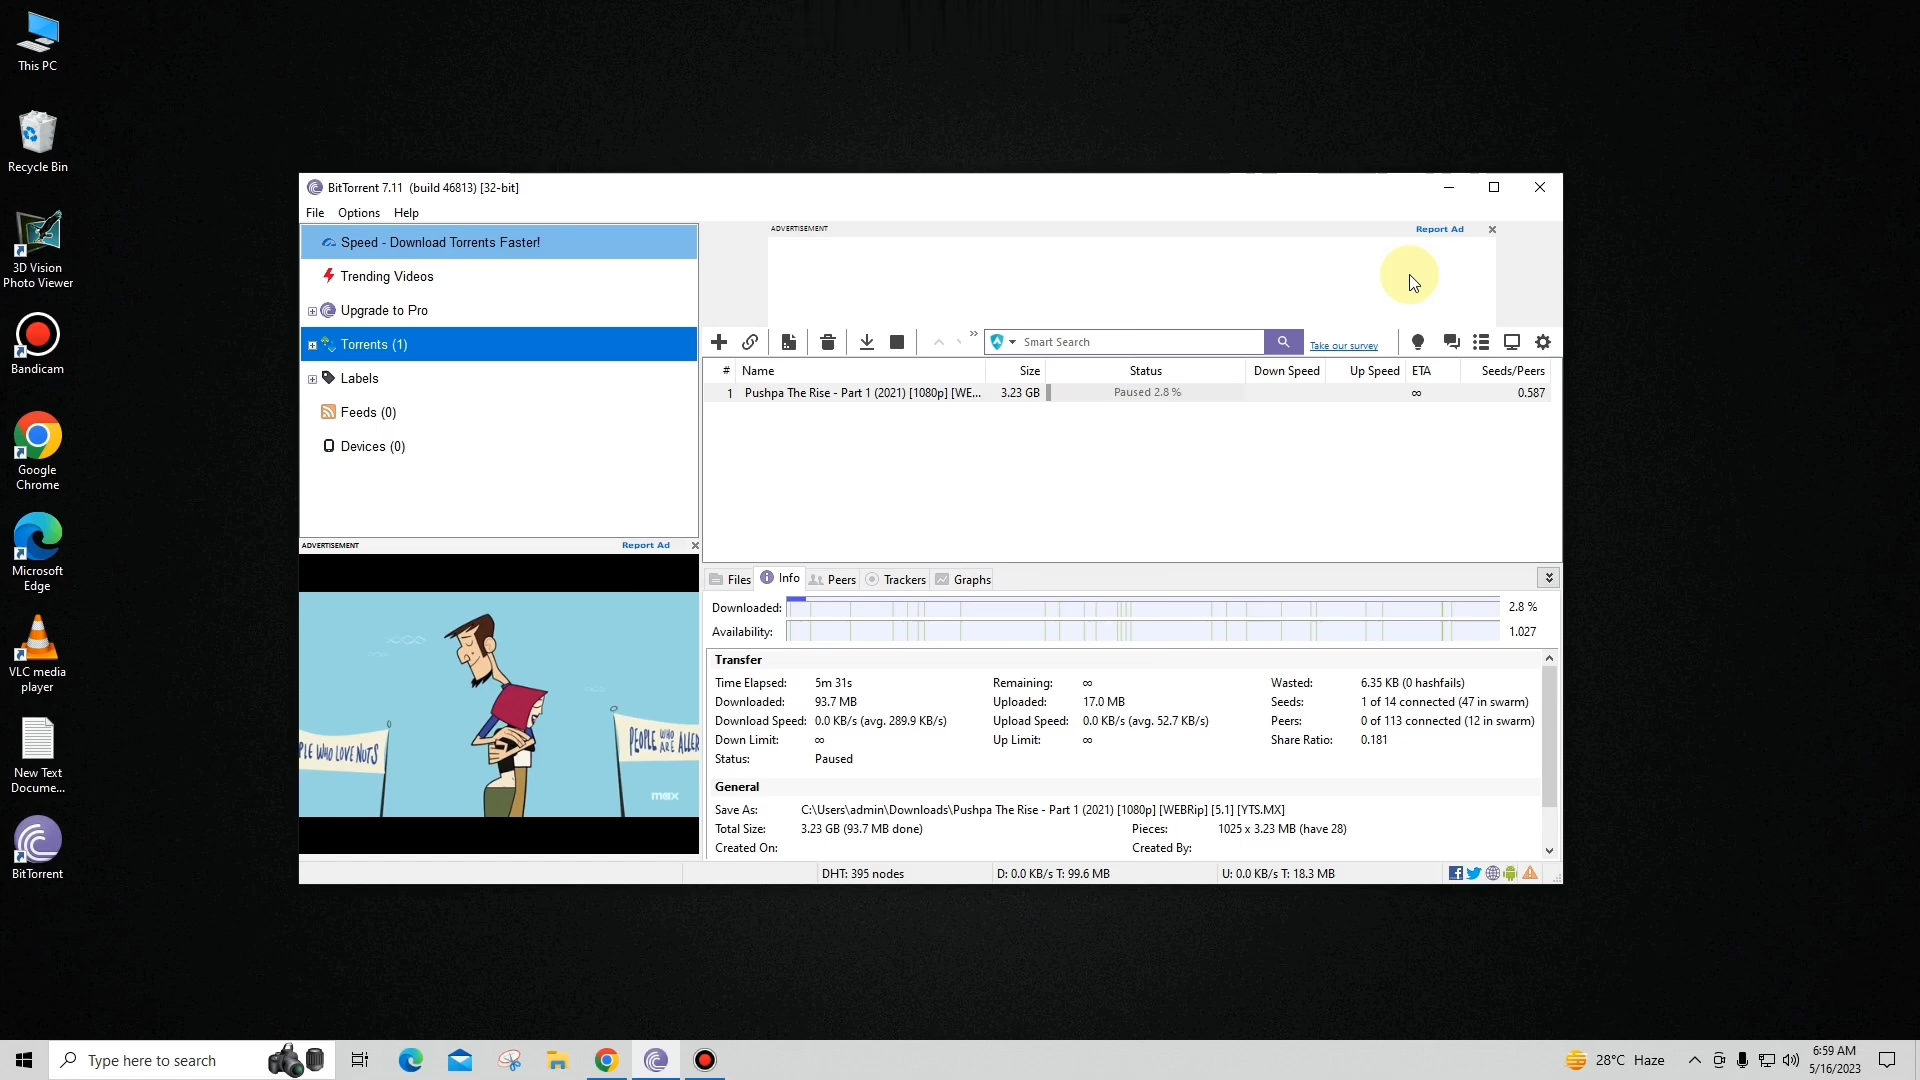 This PC
Recycle Bin
3D Vision
Photo Viewer
Bandicam
Google
Chrome
Microsoft
Edge
VLC media
player
New Text
Docume...
BitTorrent
BitTorrent 7.11 (build 46813) [32-bit]
File Options Help
Speed - Download Torrents Faster!
Trending Videos
Upgrade to Pro
Torrents (1)
Labels
Feeds (0)
Devices (0)
ADVERTISEMENT Report Ad
PEOPLE WHO ARE ALLER
max
ADVERTISEMENT Report Ad
Smart Search Take our survey
# Name Size Status Down Speed Up Speed ETA Seeds/Peers
1 Pushpa The Rise - Part 1 (2021) [1080p] [WE... 3.23 GB Paused 2.8 % ∞ 0.587
Files Info Peers Trackers Graphs
Downloaded: 2.8 %
Availability: 1.027
Transfer
Time Elapsed: 5m 31s Remaining: ∞ Wasted: 6.35 KB (0 hashfails)
Downloaded: 93.7 MB Uploaded: 17.0 MB Seeds: 1 of 14 connected (47 in swarm)
Download Speed: 0.0 KB/s (avg. 289.9 KB/s) Upload Speed: 0.0 KB/s (avg. 52.7 KB/s) Peers: 0 of 113 connected (12 in swarm)
Down Limit: ∞ Up Limit: ∞ Share Ratio: 0.181
Status: Paused
General
Save As: C:\Users\admin\Downloads\Pushpa The Rise - Part 1 (2021) [1080p] [WEBRip] [5.1] [YTS.MX]
Total Size: 3.23 GB (93.7 MB done) Pieces: 1025 x 3.23 MB (have 28)
Created On: Created By:
DHT: 395 nodes D: 0.0 KB/s T: 99.6 MB U: 0.0 KB/s T: 18.3 MB
Type here to search
28°C Haze
6:59 AM
5/16/2023